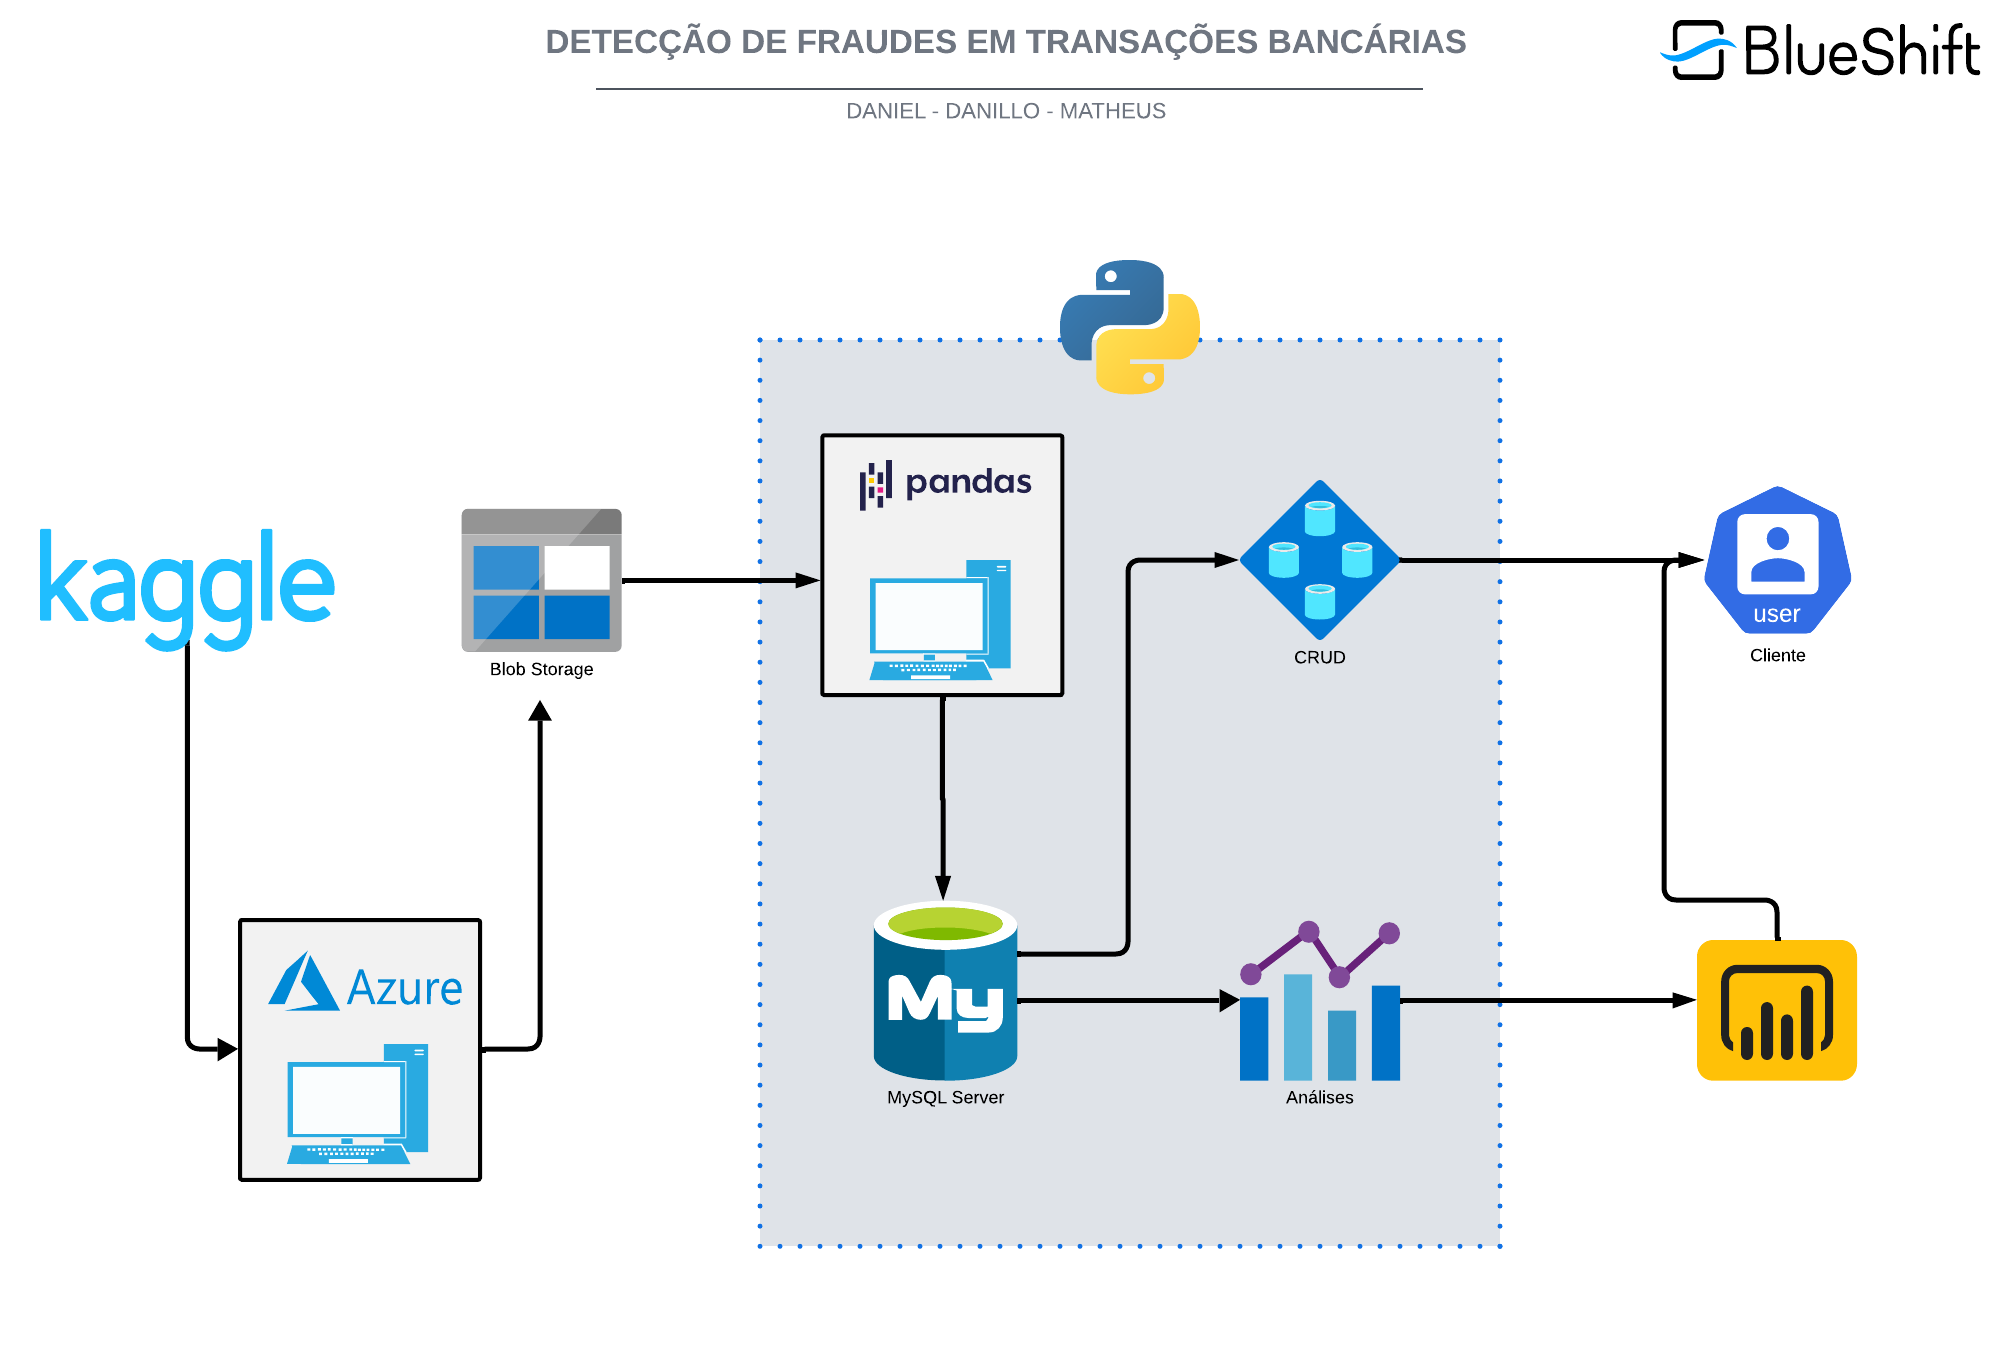 DETECÇÃO DE FRAUDES EM TRANSAÇÕES BANCÁRIAS
BlueShift
DANIEL - DANILLO - MATHEUS
pandas
kaggle
user
Blob Storage
CRUD
Cliente
Azure
My
MySQL Server
Análises